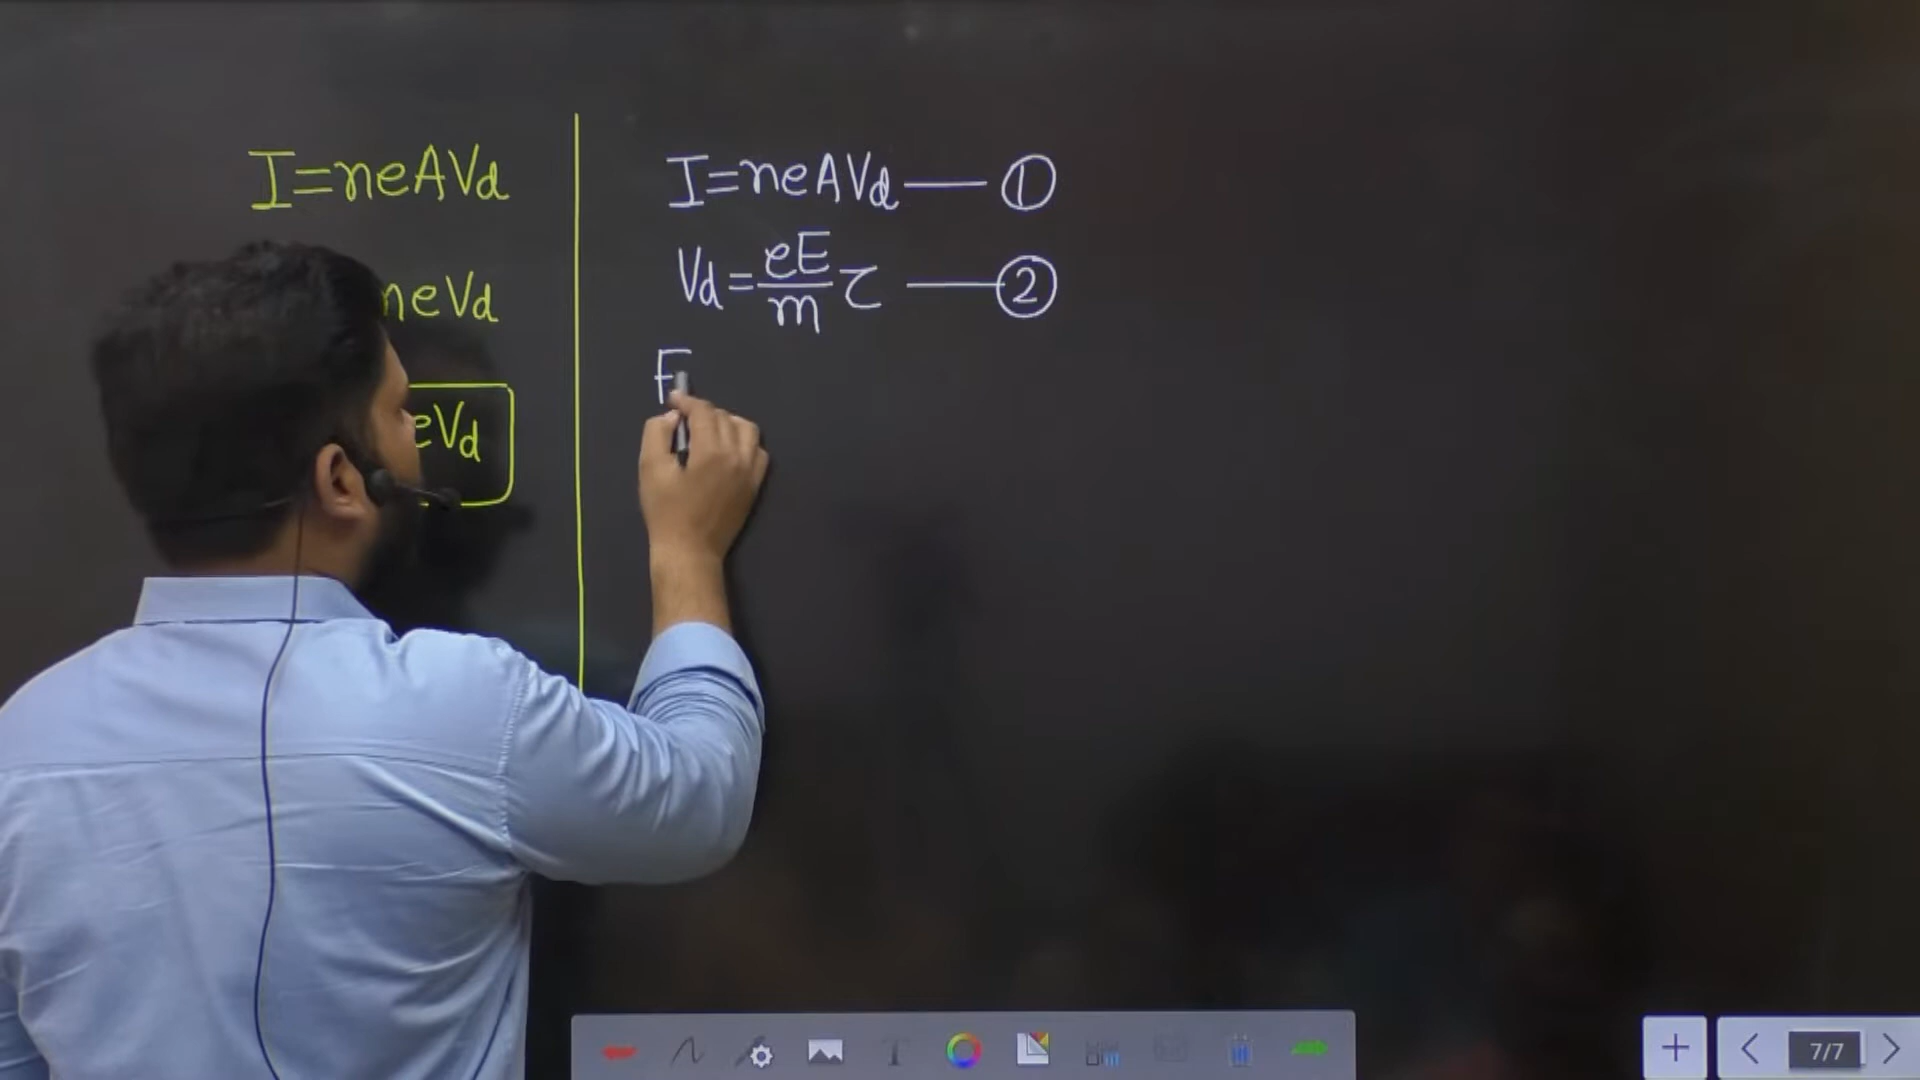 I=neAVd
neVd
eVd
I=neAVd — ①
Vd=eE/m τ — ②
F
T
7/7